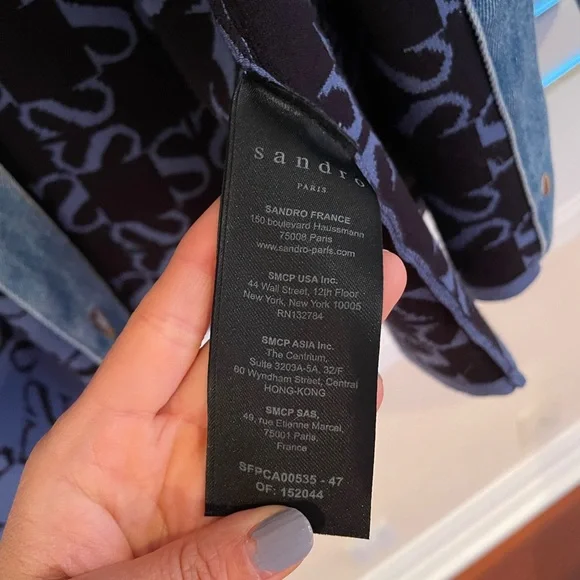 sandro
PARIS
SANDRO FRANCE
150 boulevard Haussmann
75008 Paris
www.sandro-paris.com
SMCP USA Inc.
44 Wall Street, 12th Floor
New York, New York 10005
RN132784
SMCP ASIA Inc.
The Centrium,
Suite 3203A-5A, 32/F
60 Wyndham Street, Central
HONG-KONG
SMCP SAS,
49, rue Etienne Marcel,
75001 Paris,
France
SFPCA00535 - 47
OF: 152044